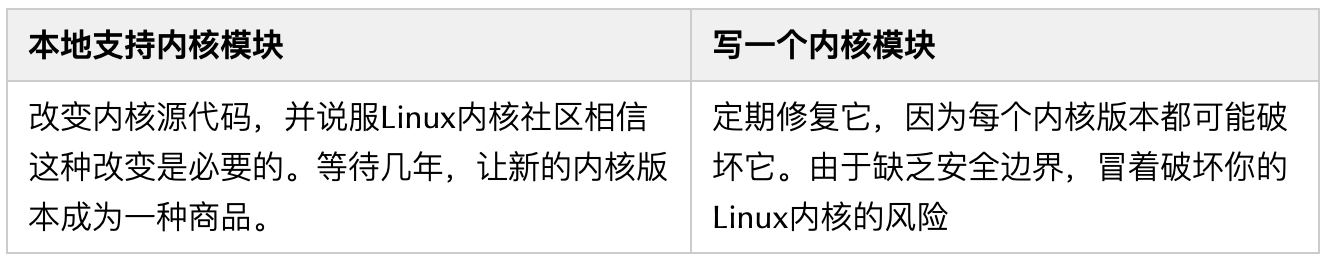 本地支持内核模块
写一个内核模块
改变内核源代码，并说服Linux内核社区相信
这种改变是必要的。等待几年，让新的内核版
本成为一种商品。
定期修复它，因为每个内核版本都可能破
坏它。由于缺乏安全边界，冒着破坏你的
Linux内核的风险